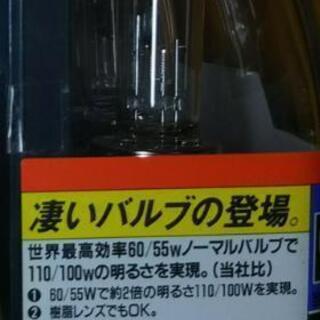 凄いバルブの登場。
世界最高効率60/55wノーマルバルブで
110/100wの明るさを実現。(当社比)
❶ 60/55Wで約2倍の明るさ110/100Wを実現。
❷ 樹脂レンズでもOK。